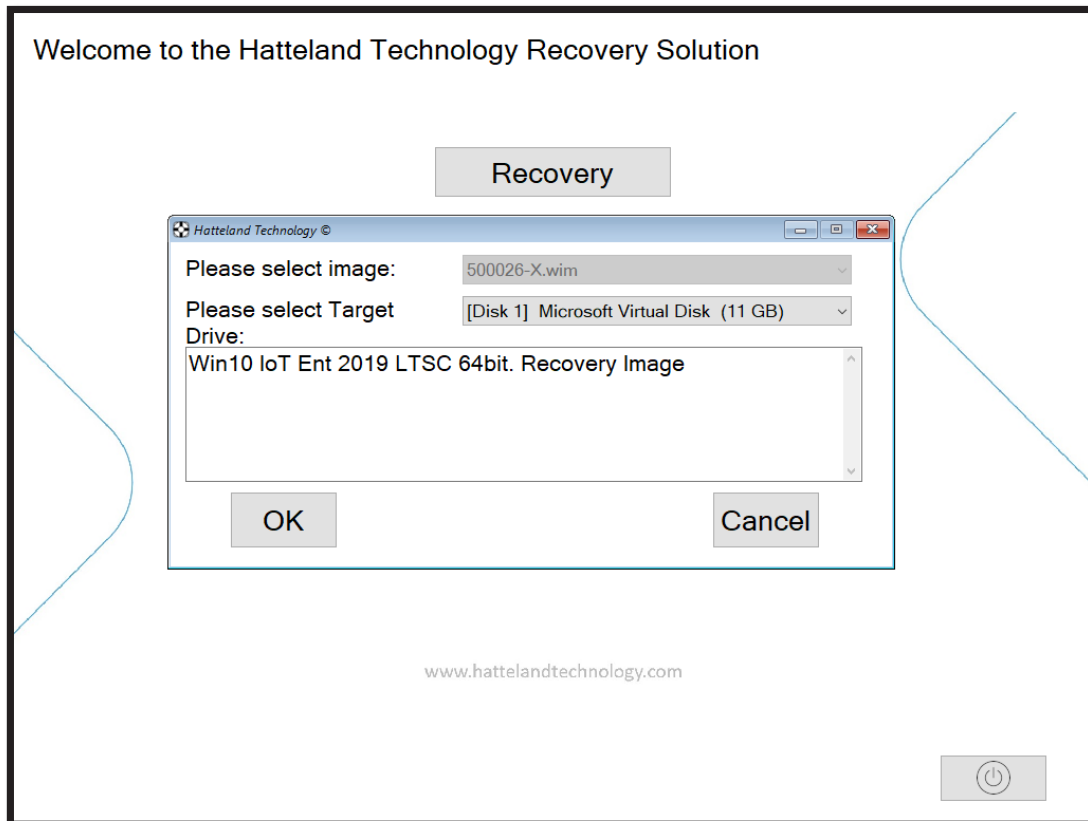 Welcome to the Hatteland Technology Recovery Solution
Recovery
Hatteland Technology ©
Please select image:
500026-X.wim
Please select Target
Drive:
[Disk 1]  Microsoft Virtual Disk  (11 GB)
Win10 IoT Ent 2019 LTSC 64bit. Recovery Image
OK
Cancel
www.hattelandtechnology.com